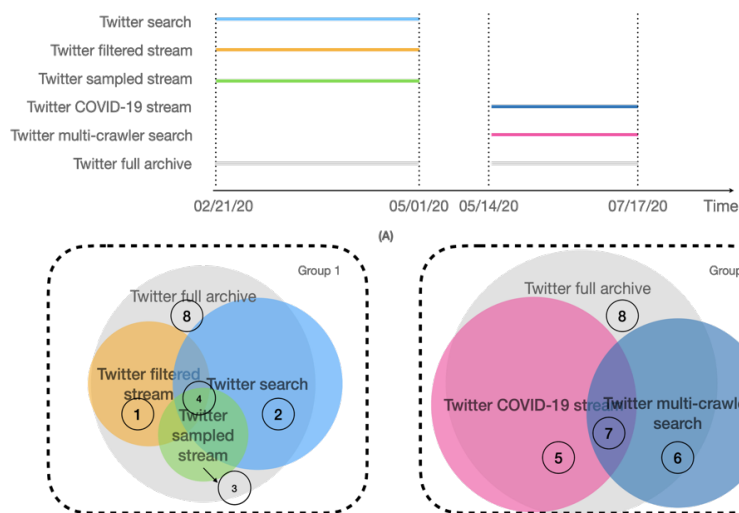 Twitter search
Twitter filtered stream
Twitter sampled stream
Twitter COVID-19 stream
Twitter multi-crawler search
Twitter full archive
02/21/20 05/01/20 05/14/20 07/17/20 Time
(A)
Group 1
Twitter full archive
8
Twitter filtered
stream
Twitter search
4
1
2
Twitter
sampled
stream
3
Group
Twitter full archive
8
Twitter COVID-19 stream
Twitter multi-crawler
search
7
5
6